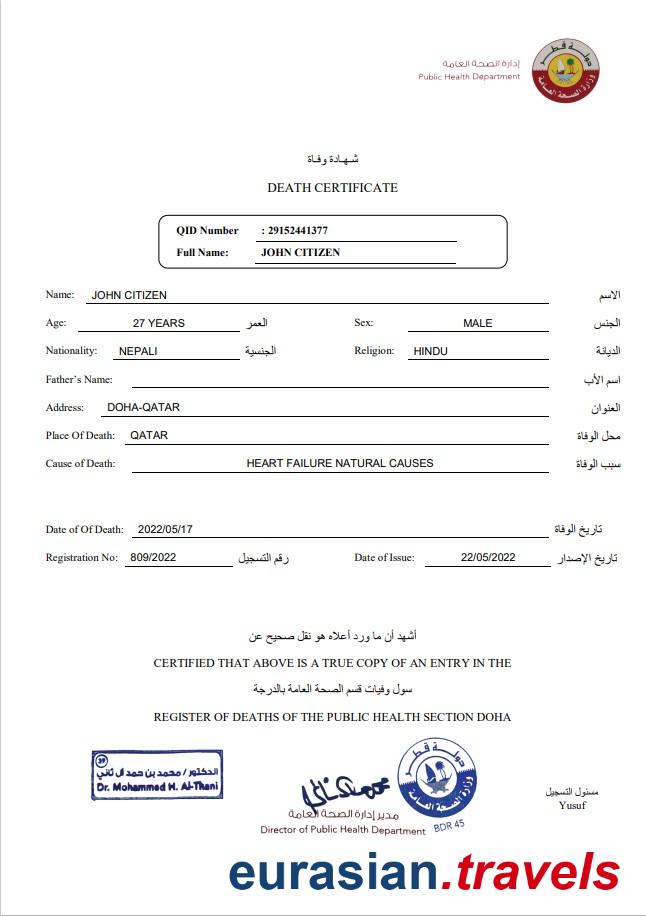 إدارة الصحة العامة
Public Health Department
دولة قطر
وزارة الصحة العامة
شهادة وفاة
DEATH CERTIFICATE
QID Number : 29152441377
Full Name: JOHN CITIZEN
Name: JOHN CITIZEN الاسم
Age: 27 YEARS العمر Sex: MALE الجنس
Nationality: NEPALI الجنسية Religion: HINDU الديانة
Father's Name: اسم الأب
Address: DOHA-QATAR العنوان
Place Of Death: QATAR محل الوفاة
Cause of Death: HEART FAILURE NATURAL CAUSES سبب الوفاة
Date of Of Death: 2022/05/17 تاريخ الوفاة
Registration No: 809/2022 رقم التسجيل Date of Issue: 22/05/2022 تاريخ الإصدار
أشهد أن ما ورد أعلاه هو نقل صحيح عن
CERTIFIED THAT ABOVE IS A TRUE COPY OF AN ENTRY IN THE
سول وفيات قسم الصحة العامة بالدرجة
REGISTER OF DEATHS OF THE PUBLIC HEALTH SECTION DOHA
39
الدكتور / محمد بن حمد آل ثاني
Dr. Mohammed H. Al-Thani
دولة قطر
وزارة الصحة العامة
BDR 45
مدير إدارة الصحة العامة
Director of Public Health Department
مسئول التسجيل
Yusuf
eurasian.travels